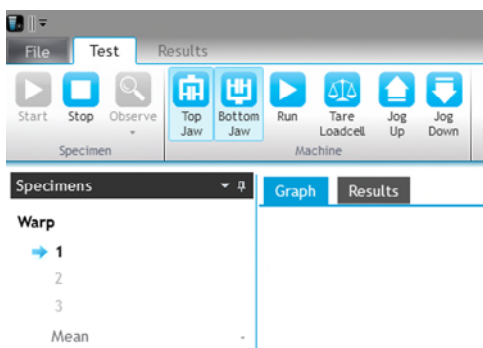 File Test Results
Start Stop Observe Top Jaw Bottom Jaw Run Tare Loadcell Jog Up Jog Down
Specimen Machine
Specimens Graph Results
Warp
1
2
3
Mean -